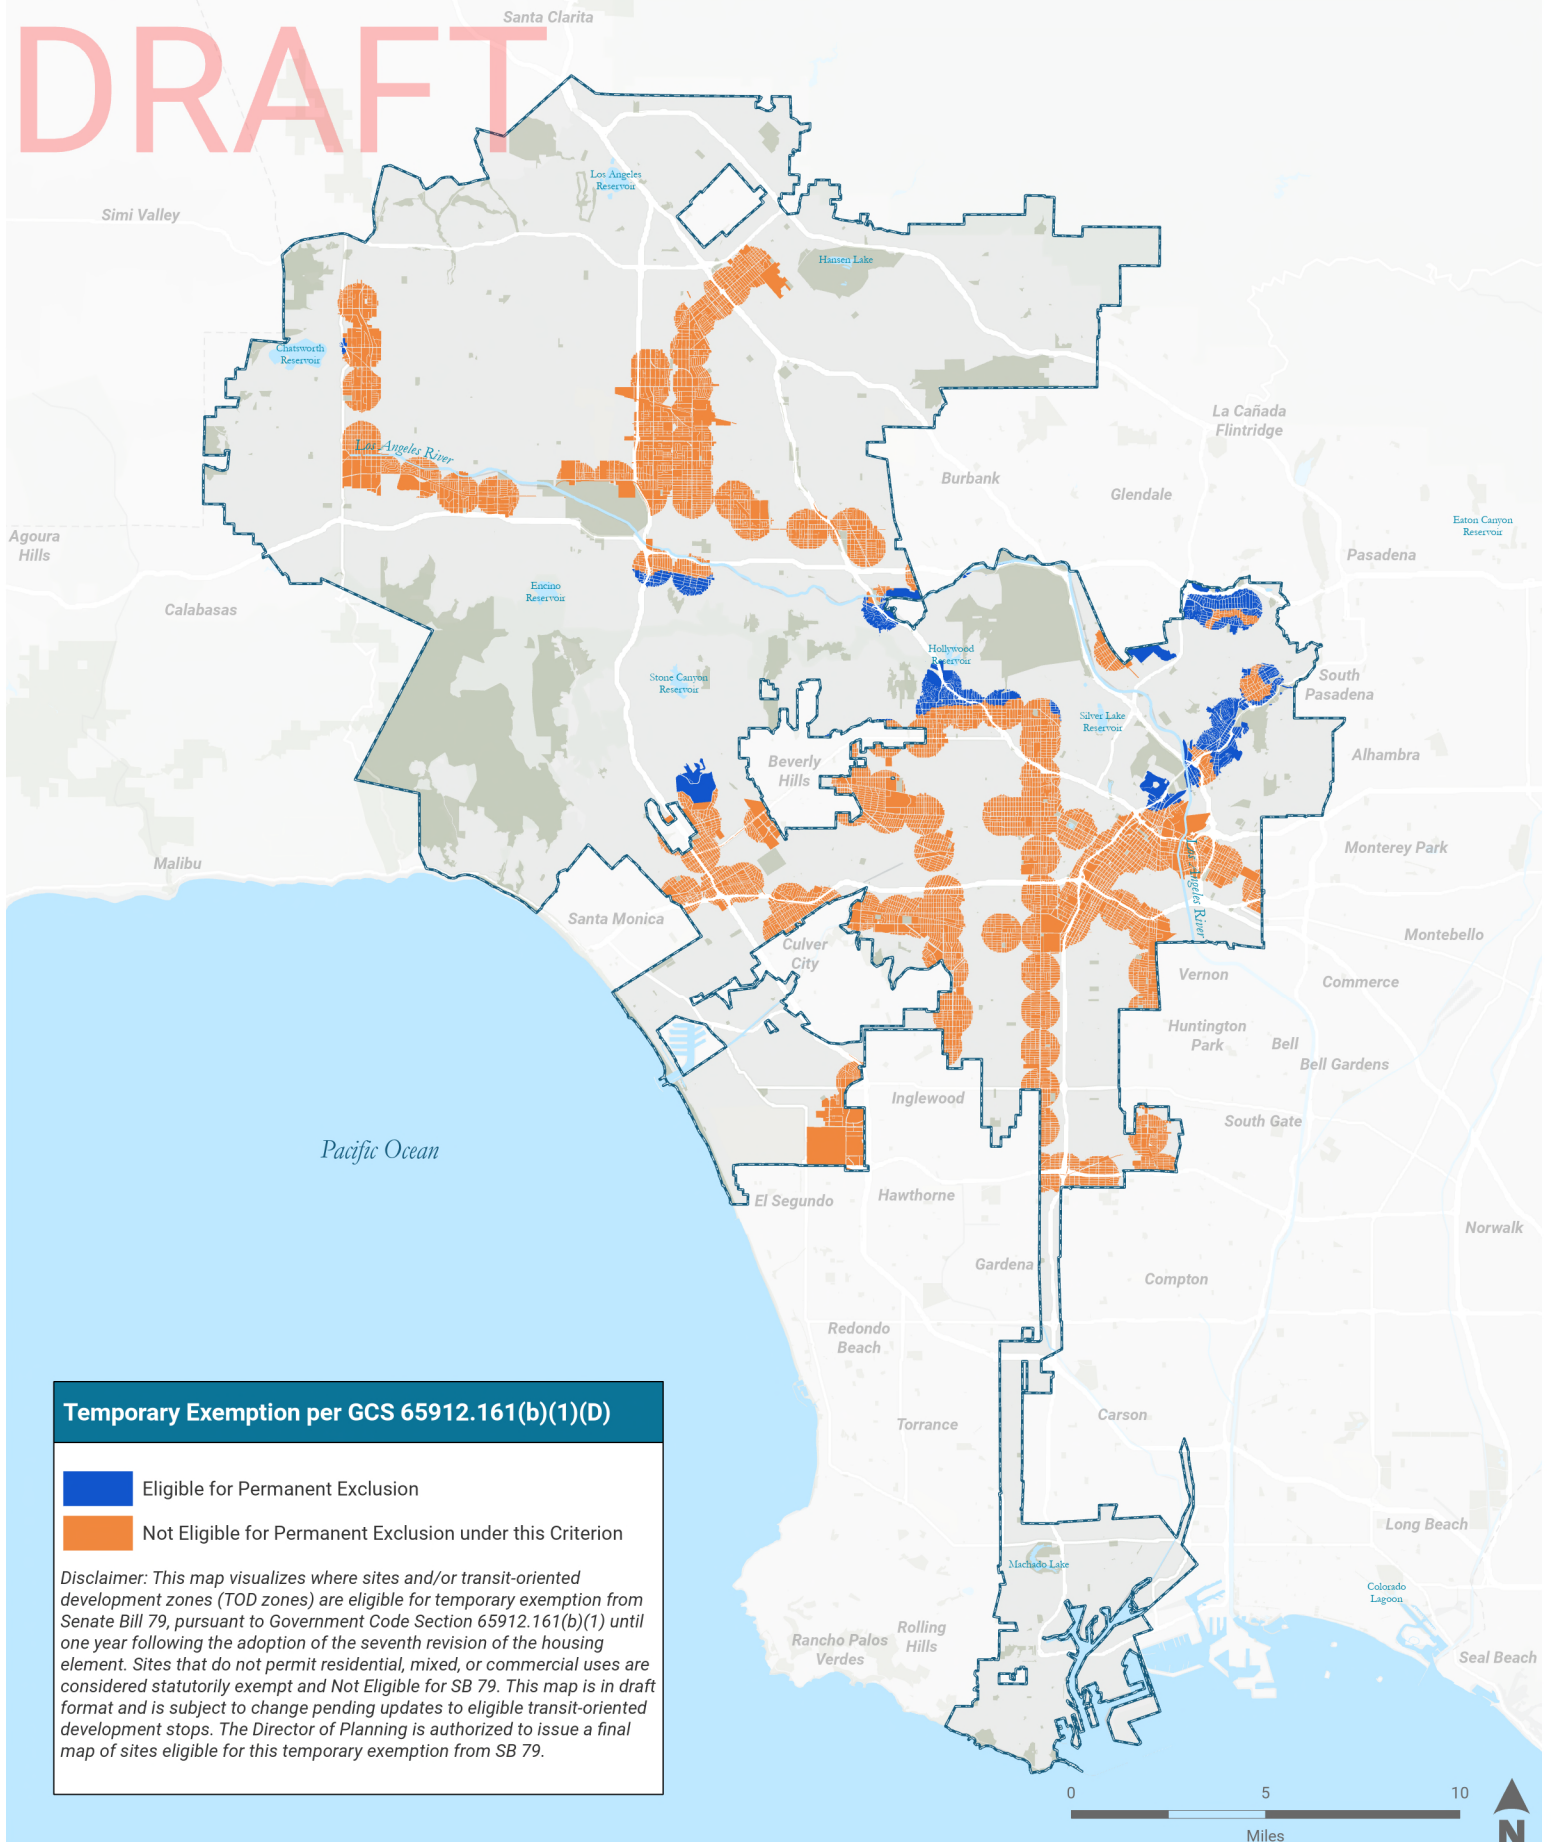 DRAFT
Santa Clarita
Los Angeles
Reservoir
Simi Valley
Hansen Lake
Chatsworth
Reservoir
La Cañada
Flintridge
Los Angeles River
Burbank
Glendale
Eaton Canyon
Reservoir
Agoura
Hills
Pasadena
Encino
Reservoir
Calabasas
Hollywood
Reservoir
Stone Canyon
Reservoir
South
Pasadena
Silver Lake
Reservoir
Beverly
Hills
Alhambra
Malibu
Monterey Park
Los Angeles River
Santa Monica
Culver
City
Montebello
Vernon
Commerce
Huntington
Park
Bell
Bell Gardens
Inglewood
South Gate
Pacific Ocean
El Segundo
Hawthorne
Norwalk
Gardena
Compton
Redondo
Beach
Torrance
Carson
Long Beach
Machado Lake
Colorado
Lagoon
Rolling
Hills
Rancho Palos
Verdes
Seal Beach
Temporary Exemption per GCS 65912.161(b)(1)(D)
Eligible for Permanent Exclusion
Not Eligible for Permanent Exclusion under this Criterion
Disclaimer: This map visualizes where sites and/or transit-oriented
development zones (TOD zones) are eligible for temporary exemption from
Senate Bill 79, pursuant to Government Code Section 65912.161(b)(1) until
one year following the adoption of the seventh revision of the housing
element. Sites that do not permit residential, mixed, or commercial uses are
considered statutorily exempt and Not Eligible for SB 79. This map is in draft
format and is subject to change pending updates to eligible transit-oriented
development stops. The Director of Planning is authorized to issue a final
map of sites eligible for this temporary exemption from SB 79.
0 5 10
Miles
N